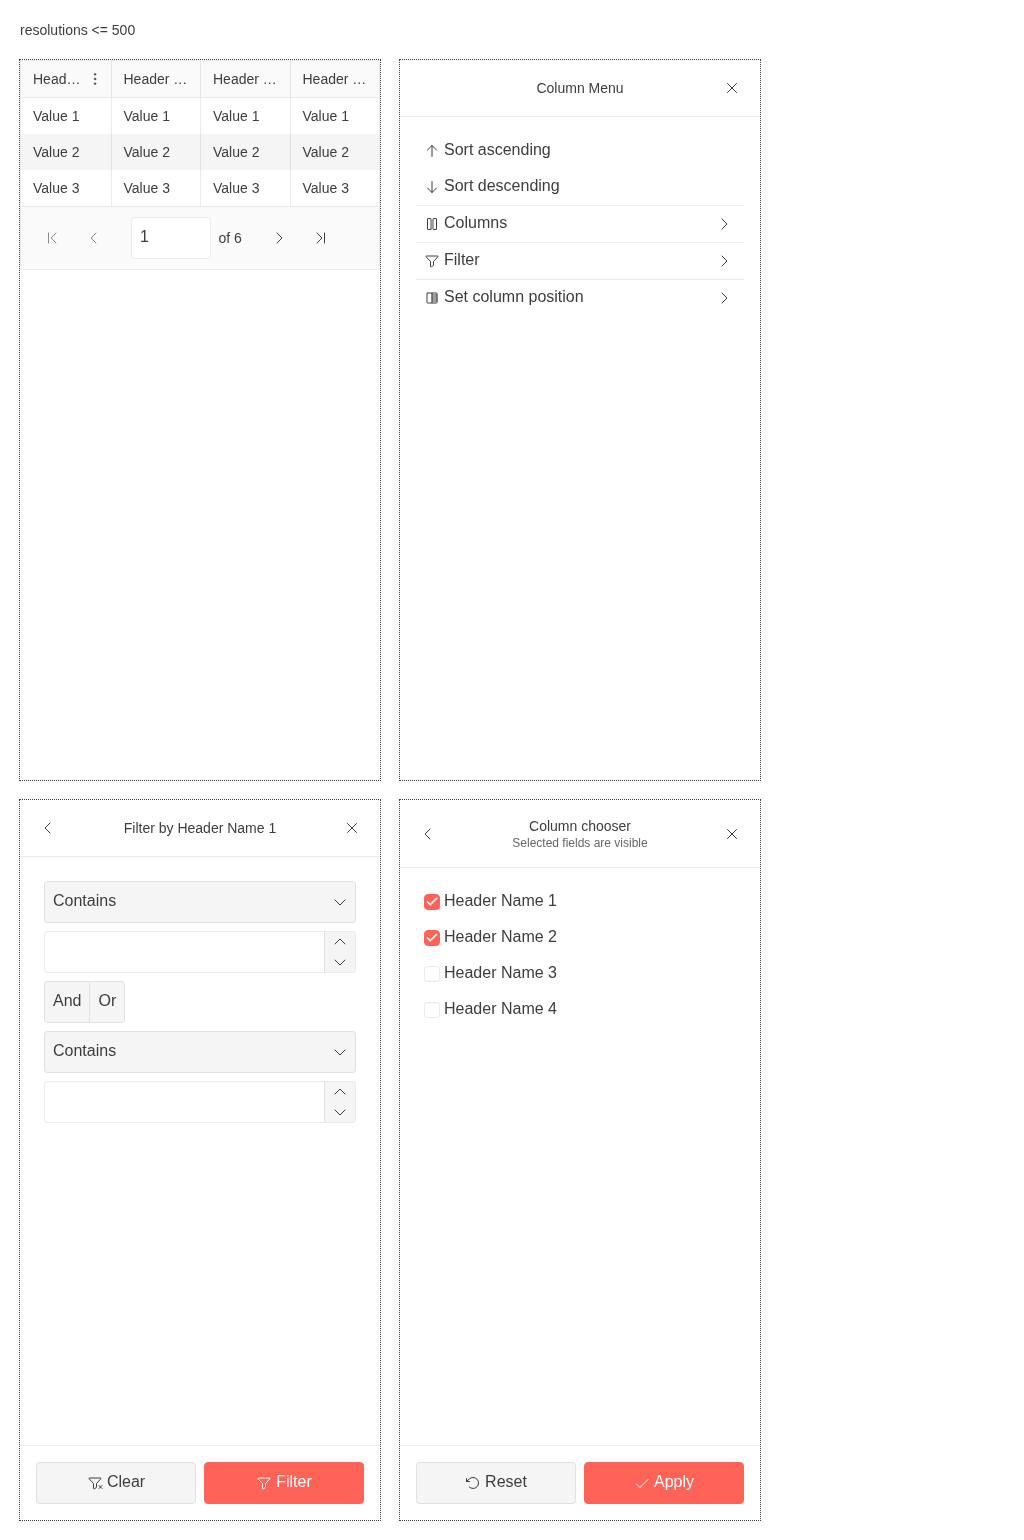 resolutions <= 500
Head... Header ... Header ... Header ...
Value 1 Value 1 Value 1 Value 1
Value 2 Value 2 Value 2 Value 2
Value 3 Value 3 Value 3 Value 3
1 of 6
Column Menu
Sort ascending
Sort descending
Columns
Filter
Set column position
Filter by Header Name 1
Contains
And Or
Contains
Clear Filter
Column chooser
Selected fields are visible
Header Name 1
Header Name 2
Header Name 3
Header Name 4
Reset Apply